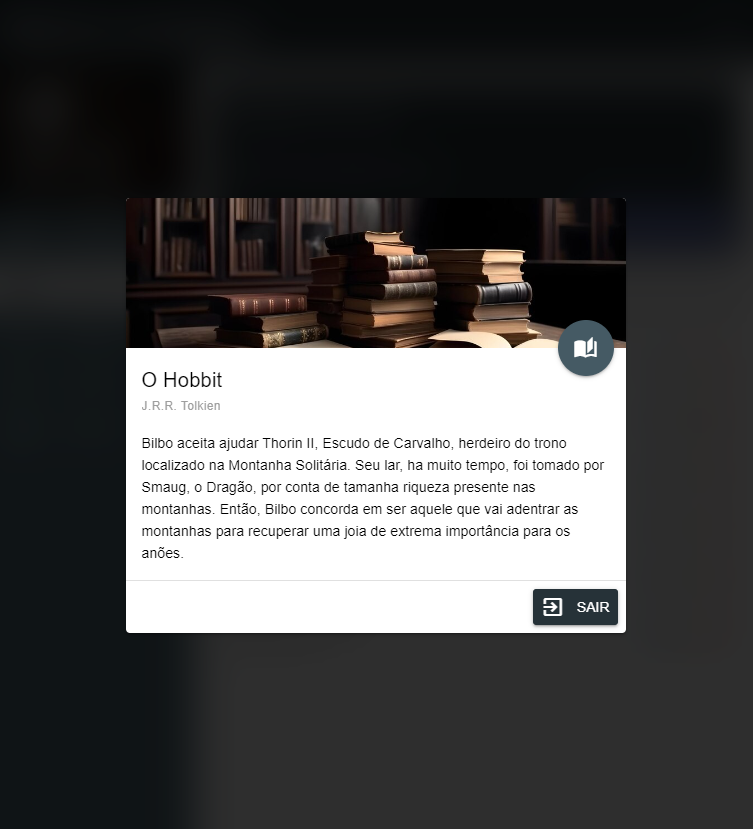 O Hobbit
J.R.R. Tolkien
Bilbo aceita ajudar Thorin II, Escudo de Carvalho, herdeiro do trono
localizado na Montanha Solitária. Seu lar, ha muito tempo, foi tomado por
Smaug, o Dragão, por conta de tamanha riqueza presente nas
montanhas. Então, Bilbo concorda em ser aquele que vai adentrar as
montanhas para recuperar uma joia de extrema importância para os
anões.
SAIR